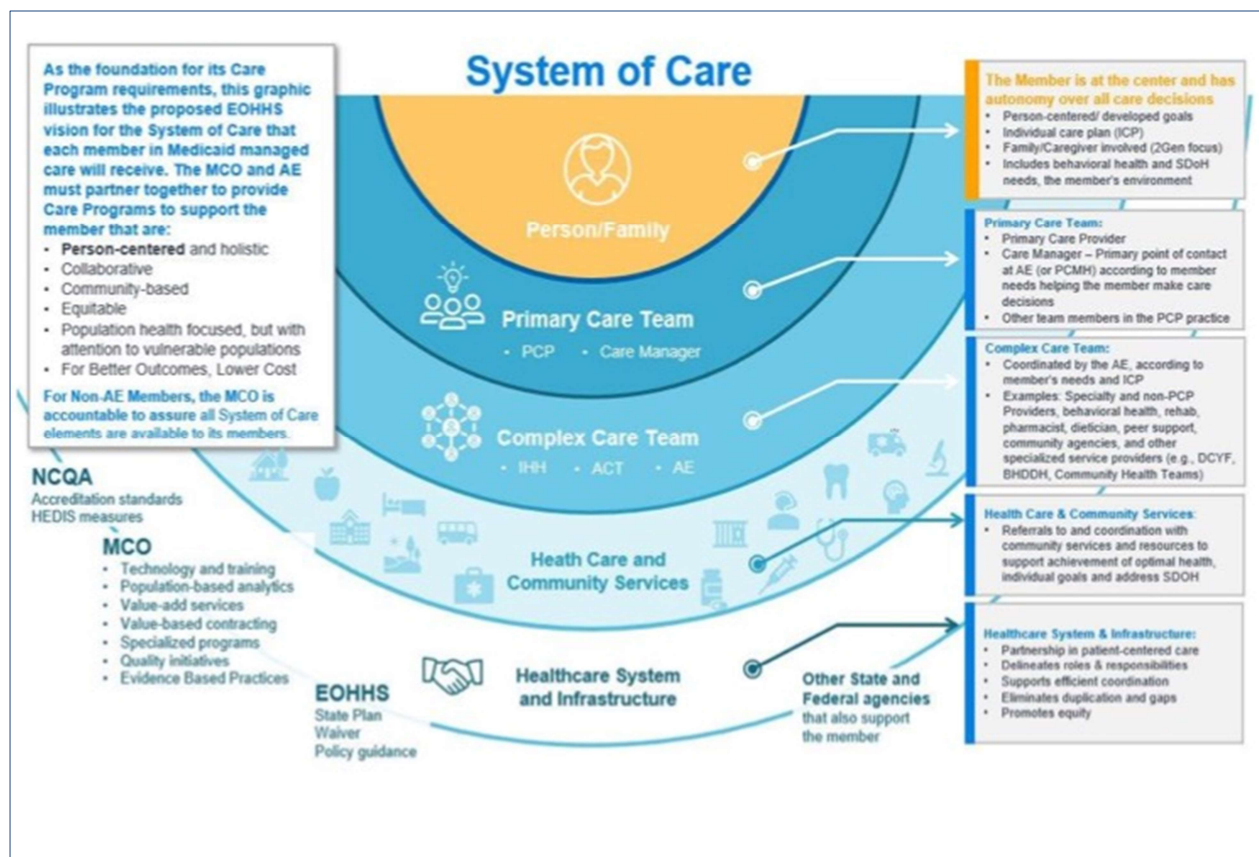 System of Care
As the foundation for its Care
Program requirements, this graphic
illustrates the proposed EOHHS
vision for the System of Care that
each member in Medicaid managed
care will receive. The MCO and AE
must partner together to provide
Care Programs to support the
member that are:
• Person-centered and holistic
• Collaborative
• Community-based
• Equitable
• Population health focused, but with
attention to vulnerable populations
• For Better Outcomes, Lower Cost
For Non-AE Members, the MCO is
accountable to assure all System of Care
elements are available to its members.
NCQA
Accreditation standards
HEDIS measures
MCO
• Technology and training
• Population-based analytics
• Value-add services
• Value-based contracting
• Specialized programs
• Quality initiatives
• Evidence Based Practices
EOHHS
State Plan
Waiver
Policy guidance
Person/Family
Primary Care Team
• PCP • Care Manager
Complex Care Team
• IHH • ACT • AE
Heath Care and
Community Services
Healthcare System
and Infrastructure
Other State and
Federal agencies
that also support
the member
The Member is at the center and has
autonomy over all care decisions
• Person-centered/ developed goals
• Individual care plan (ICP)
• Family/Caregiver involved (2Gen focus)
• Includes behavioral health and SDoH
needs, the member's environment
Primary Care Team:
• Primary Care Provider
• Care Manager – Primary point of contact
at AE (or PCMH) according to member
needs helping the member make care
decisions
• Other team members in the PCP practice
Complex Care Team:
• Coordinated by the AE, according to
member's needs and ICP
• Examples: Specialty and non-PCP
Providers, behavioral health, rehab,
pharmacist, dietician, peer support,
community agencies, and other
specialized service providers (e.g., DCYF,
BHDDH, Community Health Teams)
Health Care & Community Services:
• Referrals to and coordination with
community services and resources to
support achievement of optimal health,
individual goals and address SDOH
Healthcare System & Infrastructure:
• Partnership in patient-centered care
• Delineates roles & responsibilities
• Supports efficient coordination
• Eliminates duplication and gaps
• Promotes equity